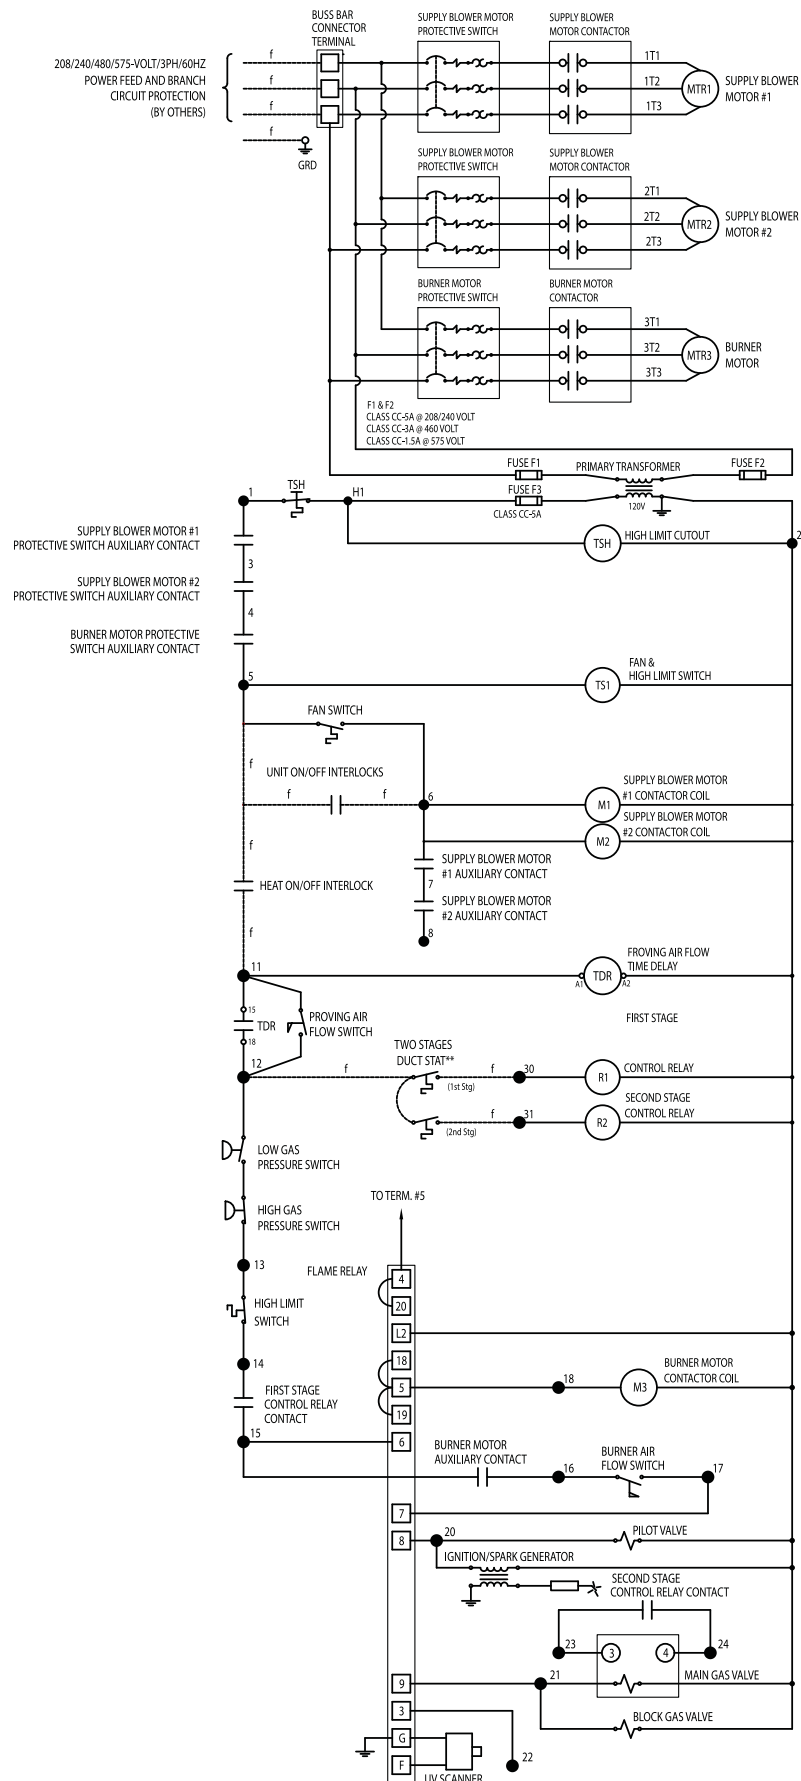 BUSS BAR
CONNECTOR
TERMINAL
SUPPLY BLOWER MOTOR
PROTECTIVE SWITCH
SUPPLY BLOWER
MOTOR CONTACTOR
208/240/480/575-VOLT/3PH/60HZ
POWER FEED AND BRANCH
CIRCUIT PROTECTION
(BY OTHERS)
f
f
f
f
GRD
1T1
1T2
1T3
MTR1
SUPPLY BLOWER
MOTOR #1
SUPPLY BLOWER MOTOR
PROTECTIVE SWITCH
SUPPLY BLOWER
MOTOR CONTACTOR
2T1
2T2
2T3
MTR2
SUPPLY BLOWER
MOTOR #2
BURNER MOTOR
PROTECTIVE SWITCH
BURNER MOTOR
CONTACTOR
3T1
3T2
3T3
MTR3
BURNER
MOTOR
F1 & F2
CLASS CC-5A @ 208/240 VOLT
CLASS CC-3A @ 460 VOLT
CLASS CC-1.5A @ 575 VOLT
FUSE F1
PRIMARY TRANSFORMER
FUSE F2
1
TSH
H1
FUSE F3
CLASS CC-5A
120V
TSH
HIGH LIMIT CUTOUT
2
SUPPLY BLOWER MOTOR #1
PROTECTIVE SWITCH AUXILIARY CONTACT
3
SUPPLY BLOWER MOTOR #2
PROTECTIVE SWITCH AUXILIARY CONTACT
4
BURNER MOTOR PROTECTIVE
SWITCH AUXILIARY CONTACT
5
TS1
FAN &
HIGH LIMIT SWITCH
FAN SWITCH
f
UNIT ON/OFF INTERLOCKS
f
f
6
M1
SUPPLY BLOWER MOTOR
#1 CONTACTOR COIL
M2
SUPPLY BLOWER MOTOR
#2 CONTACTOR COIL
f
SUPPLY BLOWER MOTOR
#1 AUXILIARY CONTACT
7
HEAT ON/OFF INTERLOCK
SUPPLY BLOWER MOTOR
#2 AUXILIARY CONTACT
8
f
11
A1
TDR
A2
FROVING AIR FLOW
TIME DELAY
15
TDR
18
PROVING AIR
FLOW SWITCH
FIRST STAGE
12
f
TWO STAGES
DUCT STAT**
(1st Stg)
f
30
R1
CONTROL RELAY
(2nd Stg)
f
31
R2
SECOND STAGE
CONTROL RELAY
LOW GAS
PRESSURE SWITCH
HIGH GAS
PRESSURE SWITCH
TO TERM. #5
13
FLAME RELAY
4
20
HIGH LIMIT
SWITCH
L2
14
18
5
19
18
M3
BURNER MOTOR
CONTACTOR COIL
FIRST STAGE
CONTROL RELAY
CONTACT
15
6
BURNER MOTOR
AUXILIARY CONTACT
16
BURNER AIR
FLOW SWITCH
17
7
8
20
PILOT VALVE
IGNITION/SPARK GENERATOR
SECOND STAGE
CONTROL RELAY CONTACT
23
3
4
24
9
21
MAIN GAS VALVE
3
BLOCK GAS VALVE
G
22
F
UV SCANNER